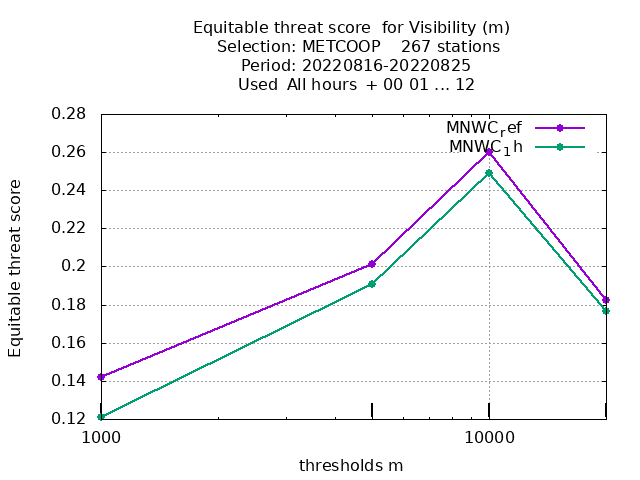 Equitable threat score  for Visibility (m)
Selection: METCOOP    267 stations
Period: 20220816-20220825
Used  All hours  + 00 01 ... 12
0.28
0.26
0.24
0.22
0.2
0.18
0.16
0.14
0.12
Equitable threat score
MNWCref
MNWC1h
1000
10000
thresholds m